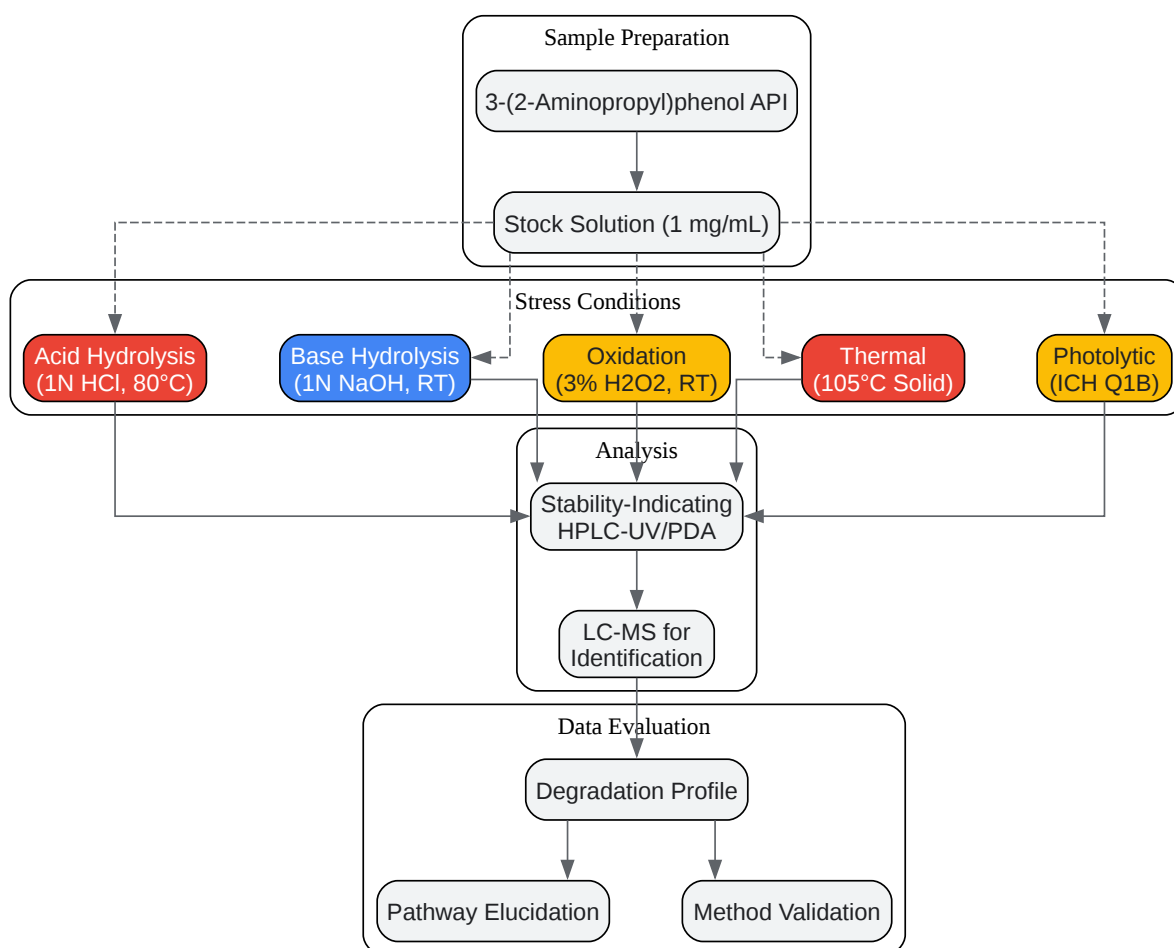 Sample Preparation
3-(2-Aminopropyl)phenol API
Stock Solution (1 mg/mL)
Stress Conditions
Acid Hydrolysis
(1N HCl, 80°C)
Base Hydrolysis
(1N NaOH, RT)
Oxidation
(3% H2O2, RT)
Thermal
(105°C Solid)
Photolytic
(ICH Q1B)
Analysis
Stability-Indicating
HPLC-UV/PDA
LC-MS for
Identification
Data Evaluation
Degradation Profile
Pathway Elucidation
Method Validation